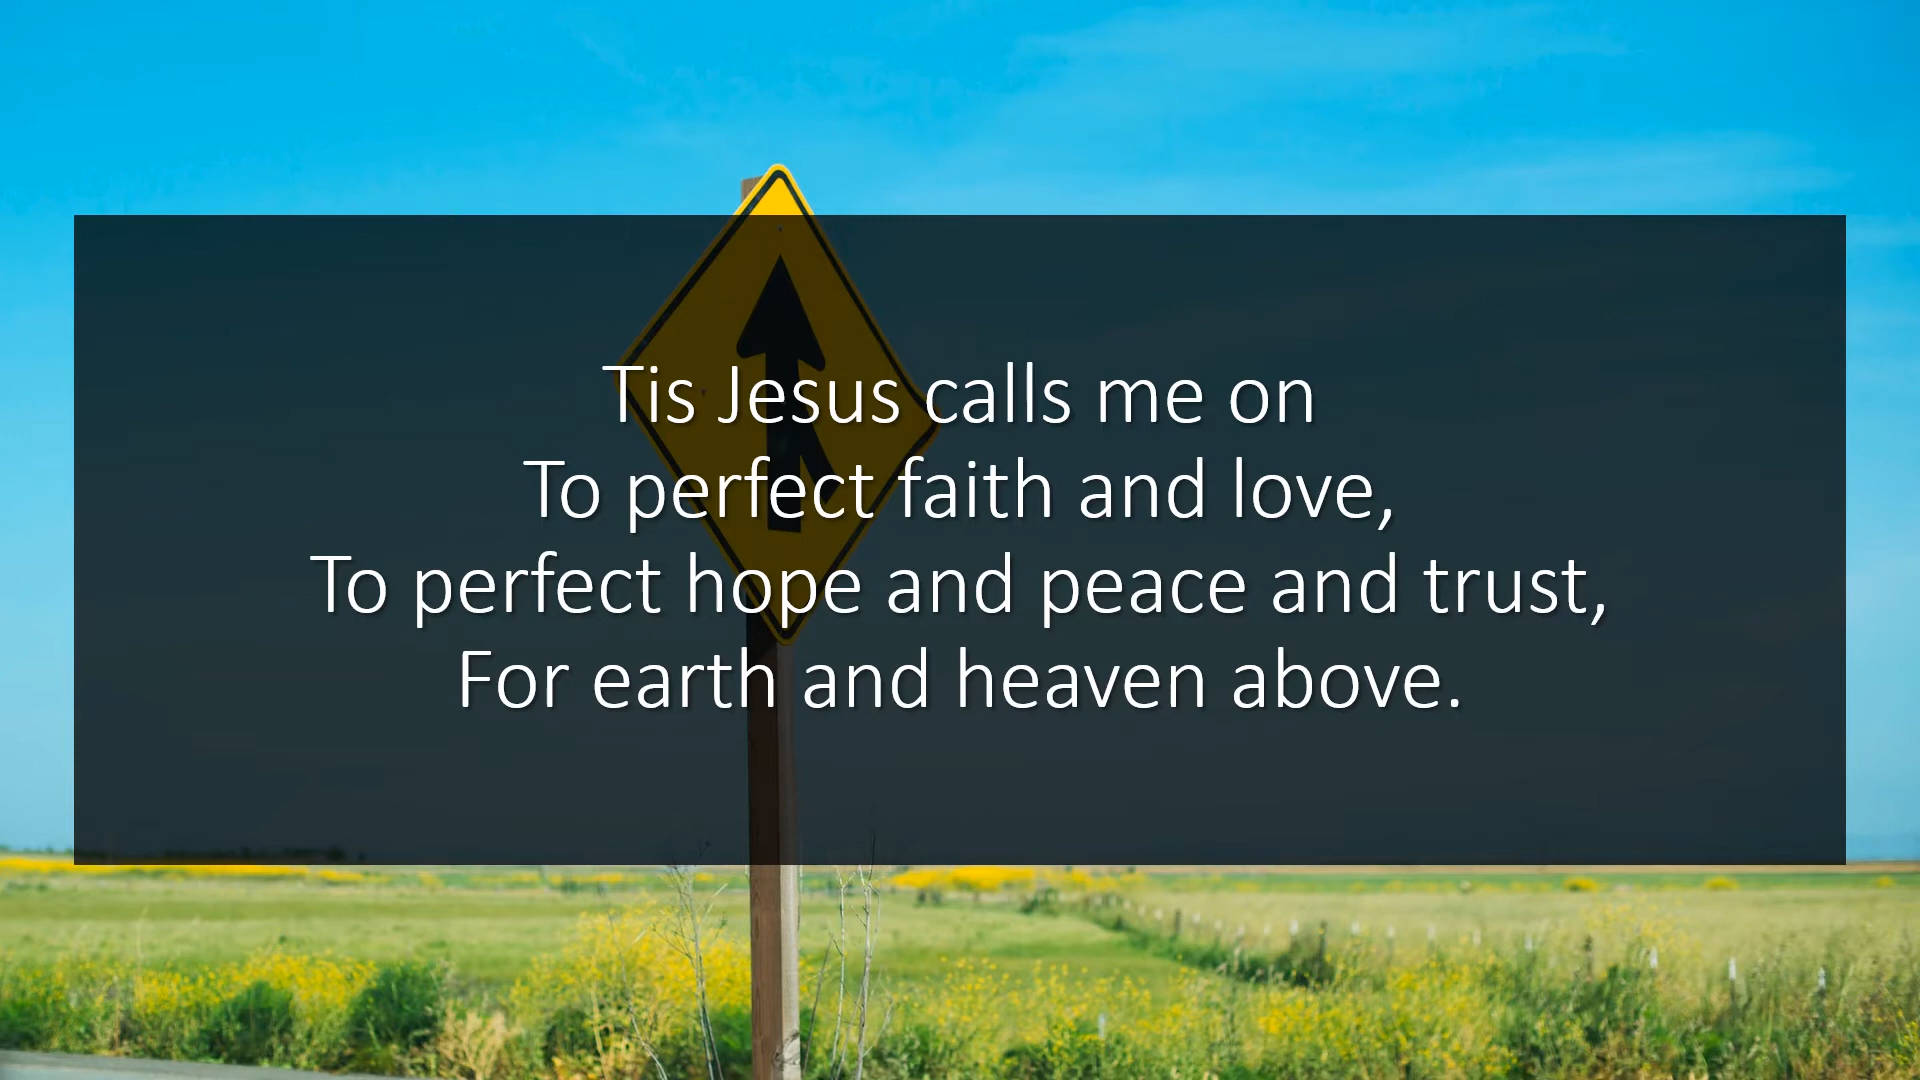 Tis Jesus calls me on
To perfect faith and love,
To perfect hope and peace and trust,
For earth and heaven above.